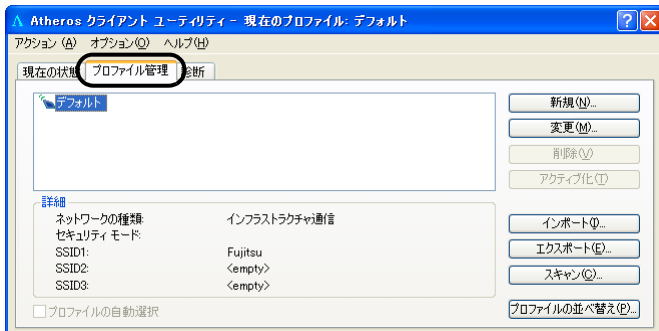 Atheros クライアント ユーティリティ - 現在のプロファイル: デフォルト
アクション (A) オプション(O) ヘルプ(H)
現在の状態 プロファイル管理 診断
デフォルト
新規(N)...
変更(M)...
削除(V)
アクティブ化(T)
詳細
ネットワークの種類: インフラストラクチャ通信
セキュリティ モード:
SSID1: Fujitsu
SSID2: <empty>
SSID3: <empty>
インポート(I)...
エクスポート(E)...
スキャン(C)...
プロファイルの自動選択
プロファイルの並べ替え(P)...